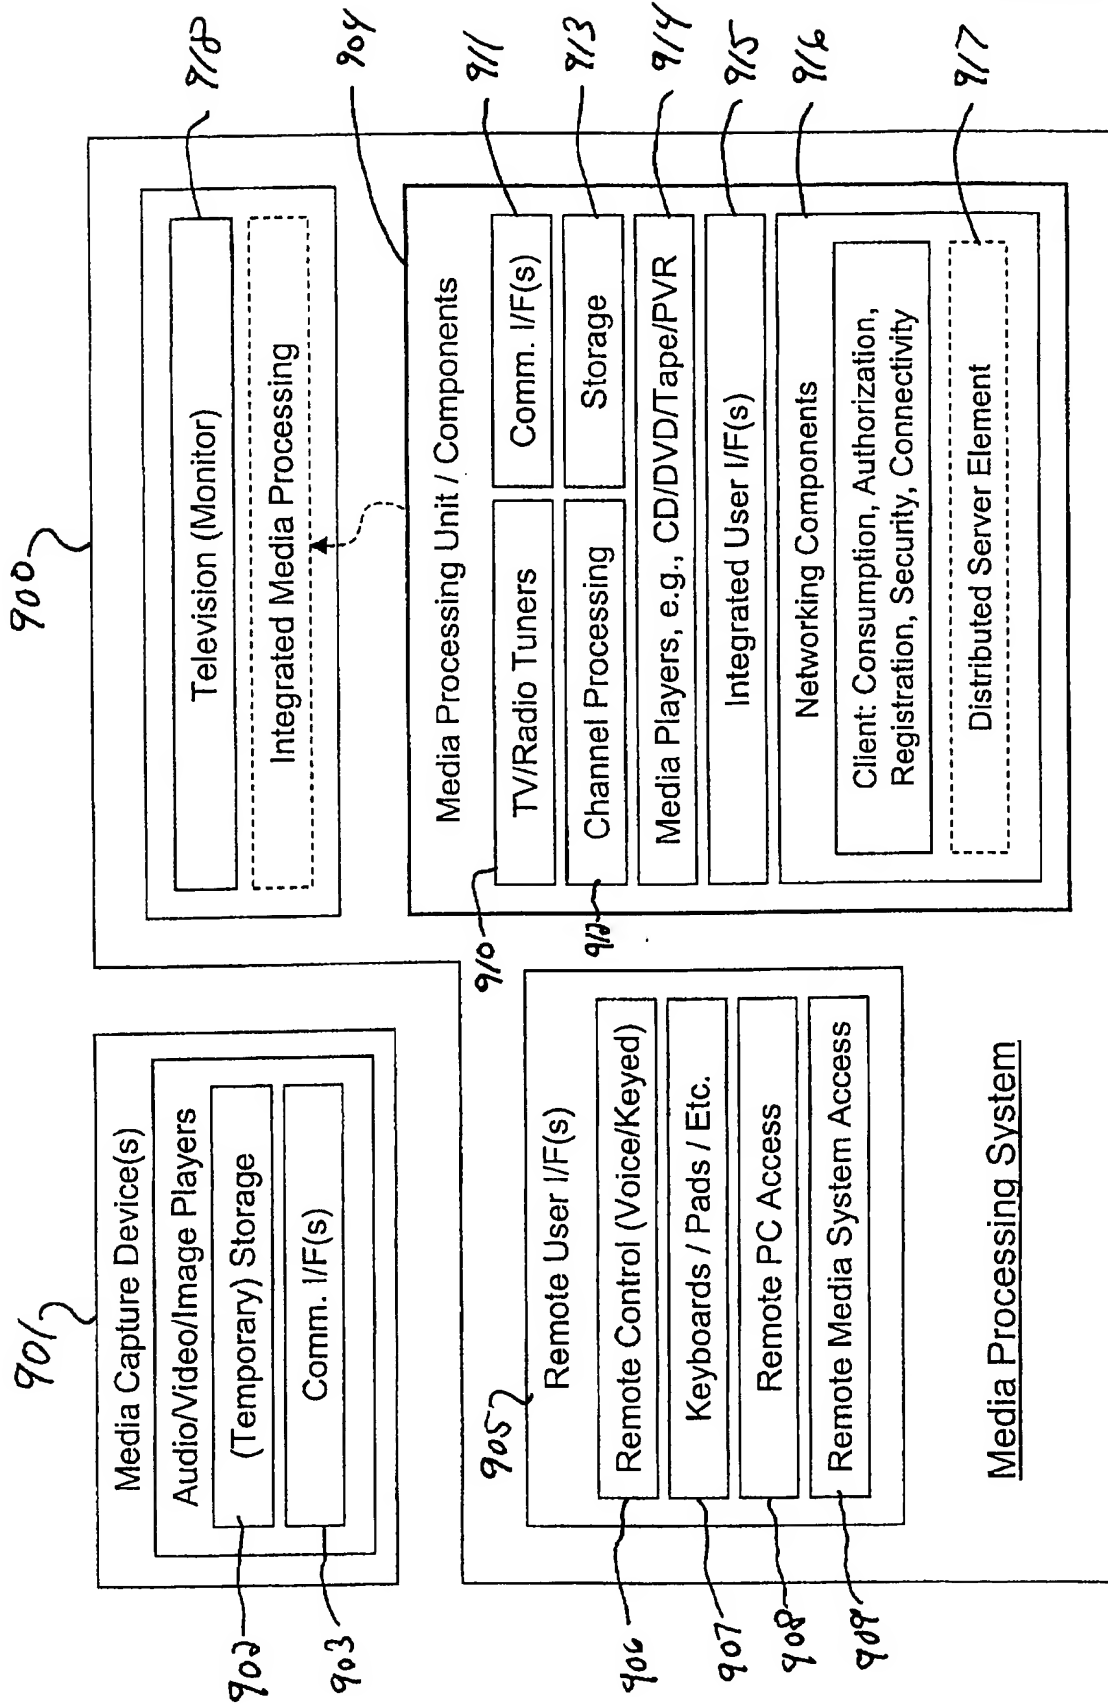 900
901
Media Capture Device(s)
Audio/Video/Image Players
(Temporary) Storage
Comm. I/F(s)
902
903
Television (Monitor)
Integrated Media Processing
918
904
Media Processing Unit / Components
TV/Radio Tuners
Comm. I/F(s)
Channel Processing
Storage
Media Players, e.g., CD/DVD/Tape/PVR
Integrated User I/F(s)
Networking Components
Client: Consumption, Authorization,
Registration, Security, Connectivity
Distributed Server Element
910
911
912
913
914
915
916
917
905
Remote User I/F(s)
Remote Control (Voice/Keyed)
Keyboards / Pads / Etc.
Remote PC Access
Remote Media System Access
906
907
908
909
Media Processing System